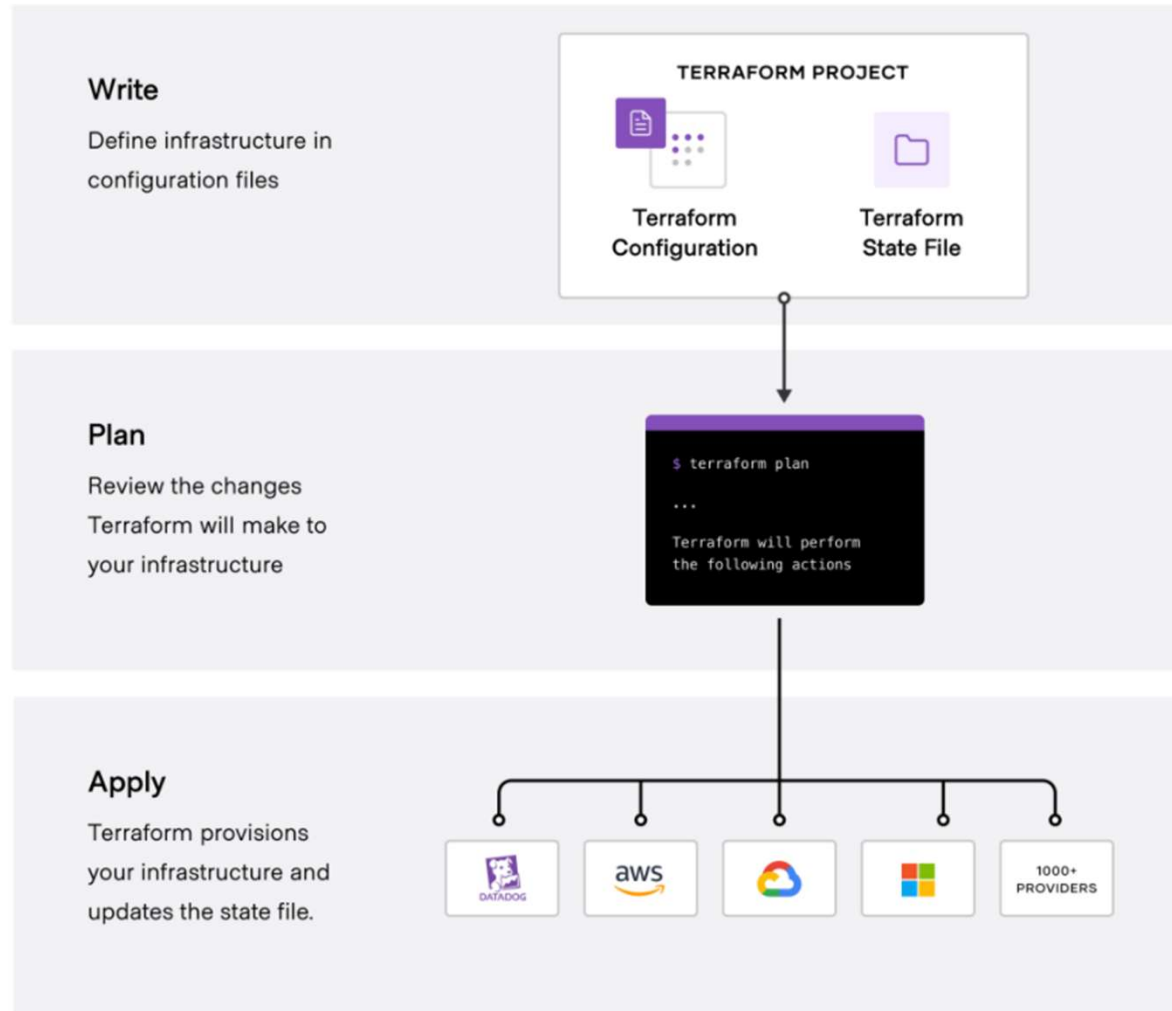 Write
Define infrastructure in
configuration files
TERRAFORM PROJECT
Terraform
Configuration
Terraform
State File
Plan
Review the changes
Terraform will make to
your infrastructure
$ terraform plan
...
Terraform will perform
the following actions
Apply
Terraform provisions
your infrastructure and
updates the state file.
DATADOG
aws
1000+
PROVIDERS